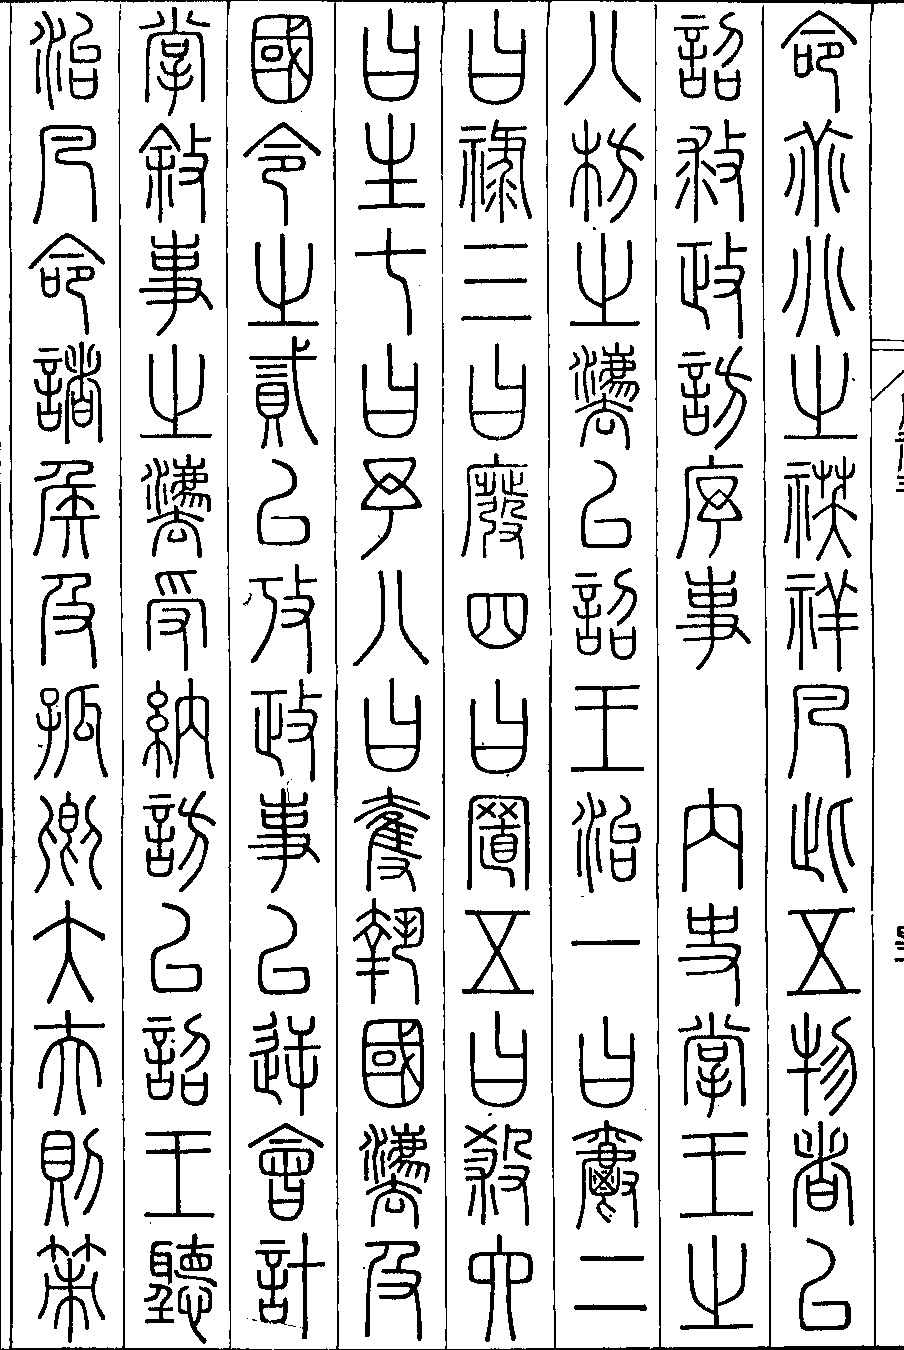 命乖別之祅祥凡此五物者以
詔救政訪序事　內史掌王之
八枋之灋以詔王治一曰爵二
曰祿三曰廢四曰置五曰殺六
曰生七曰予八曰奪執國灋及
國令之貳以攷政事以逆會計
掌敘事之灋受納訪以詔王聽
治凡命諸侯及孤卿大夫則策